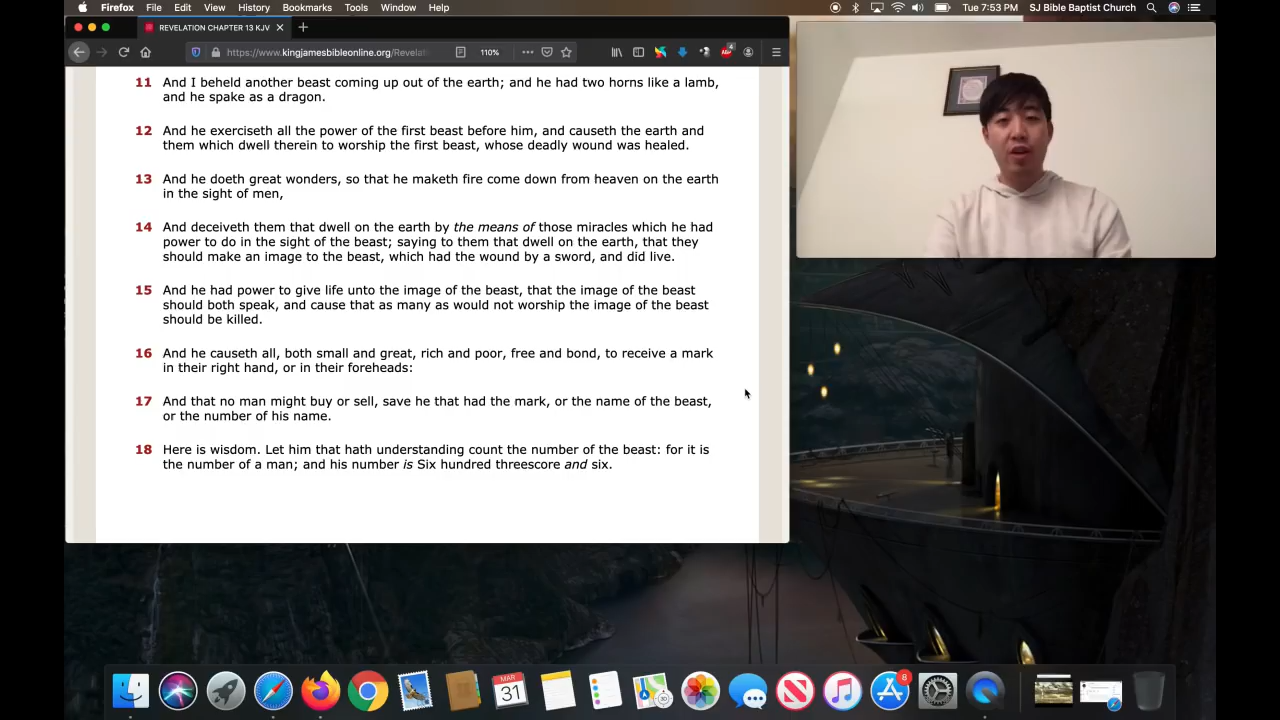 Firefox File Edit View History Bookmarks Tools Window Help Tue 7:53 PM SJ Bible Baptist Church
REVELATION CHAPTER 13 KJV
https://www.kingjamesbibleonline.org/Revelat 110%
4
11 And I beheld another beast coming up out of the earth; and he had two horns like a lamb,
and he spake as a dragon.
12 And he exerciseth all the power of the first beast before him, and causeth the earth and
them which dwell therein to worship the first beast, whose deadly wound was healed.
13 And he doeth great wonders, so that he maketh fire come down from heaven on the earth
in the sight of men,
14 And deceiveth them that dwell on the earth by the means of those miracles which he had
power to do in the sight of the beast; saying to them that dwell on the earth, that they
should make an image to the beast, which had the wound by a sword, and did live.
15 And he had power to give life unto the image of the beast, that the image of the beast
should both speak, and cause that as many as would not worship the image of the beast
should be killed.
16 And he causeth all, both small and great, rich and poor, free and bond, to receive a mark
in their right hand, or in their foreheads:
17 And that no man might buy or sell, save he that had the mark, or the name of the beast,
or the number of his name.
18 Here is wisdom. Let him that hath understanding count the number of the beast: for it is
the number of a man; and his number is Six hundred threescore and six.
MAR
31
8